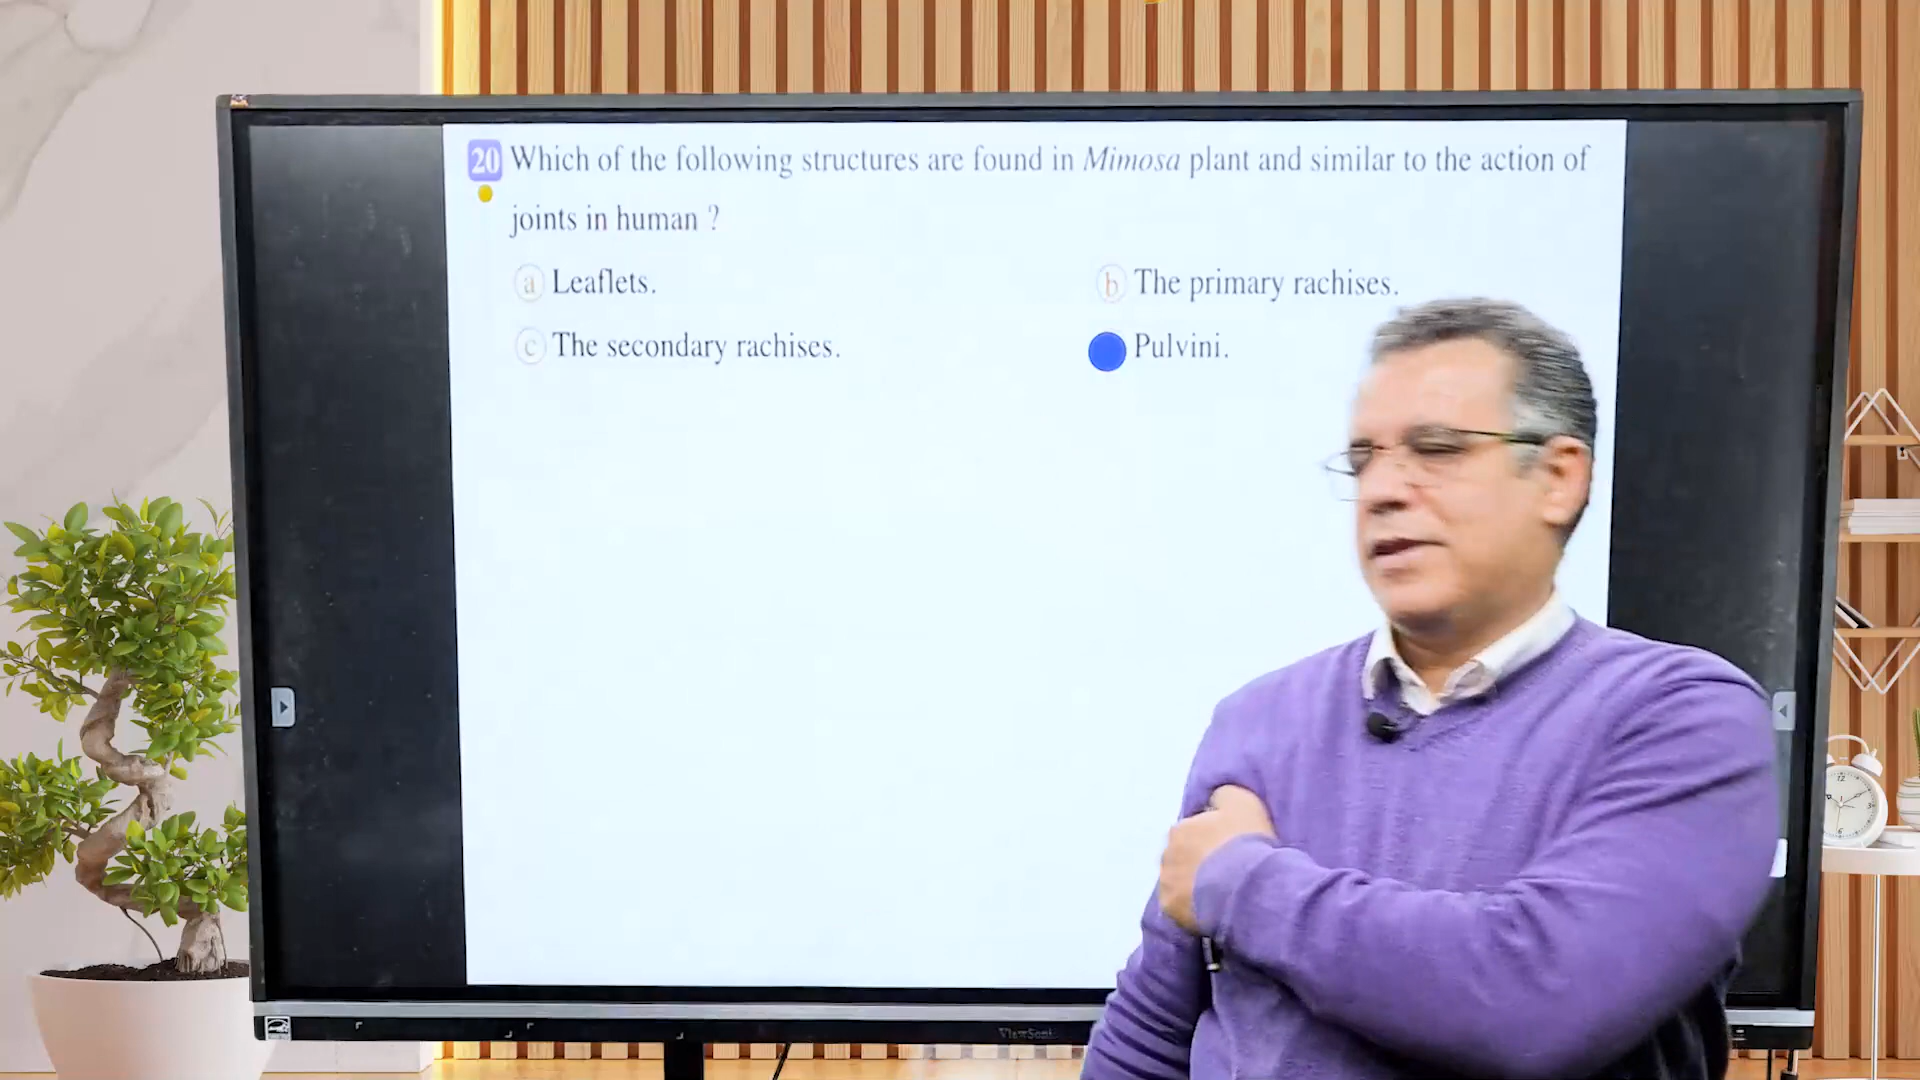 20 Which of the following structures are found in Mimosa plant and similar to the action of
joints in human ?
a Leaflets.
b The primary rachises.
c The secondary rachises.
Pulvini.
ViewSonic